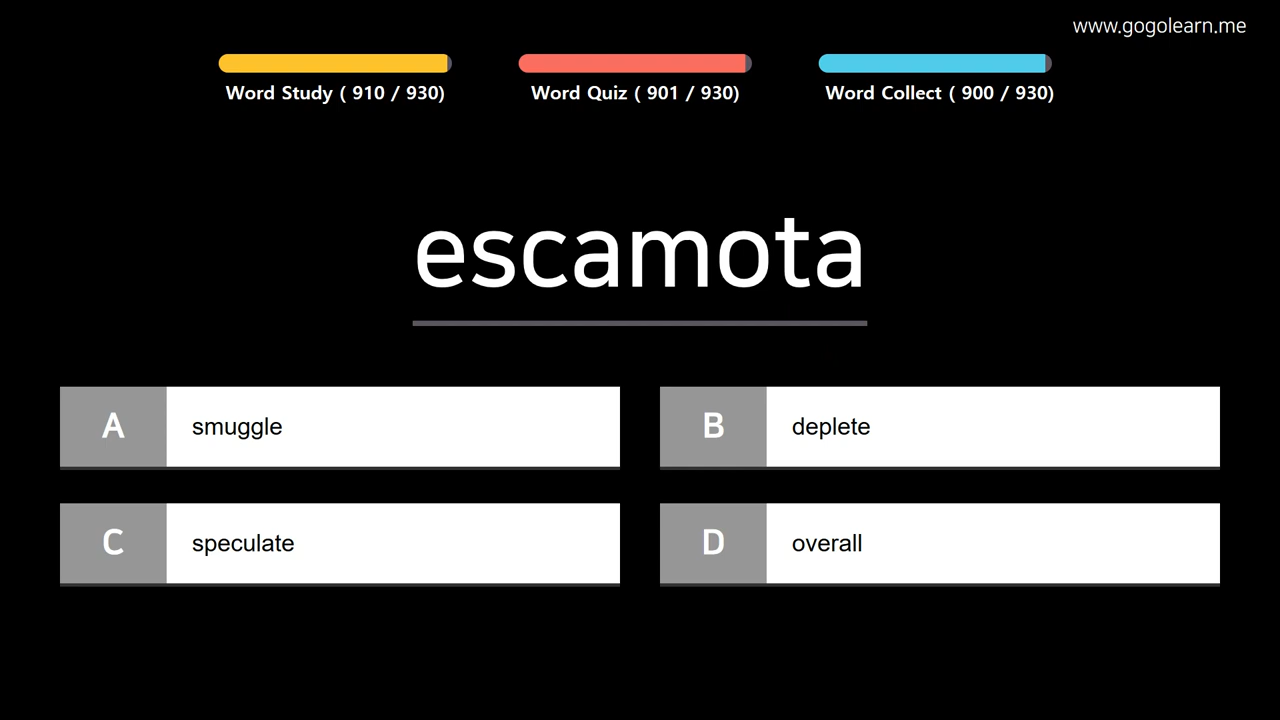 www.gogolearn.me
Word Study ( 910 / 930)
Word Quiz ( 901 / 930)
Word Collect ( 900 / 930)
escamota
A smuggle
B deplete
C speculate
D overall